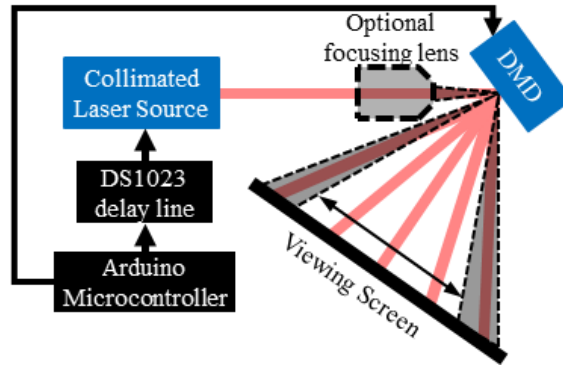 Optional
focusing lens
DMD
Collimated
Laser Source
DS1023
delay line
Arduino
Microcontroller
Viewing Screen